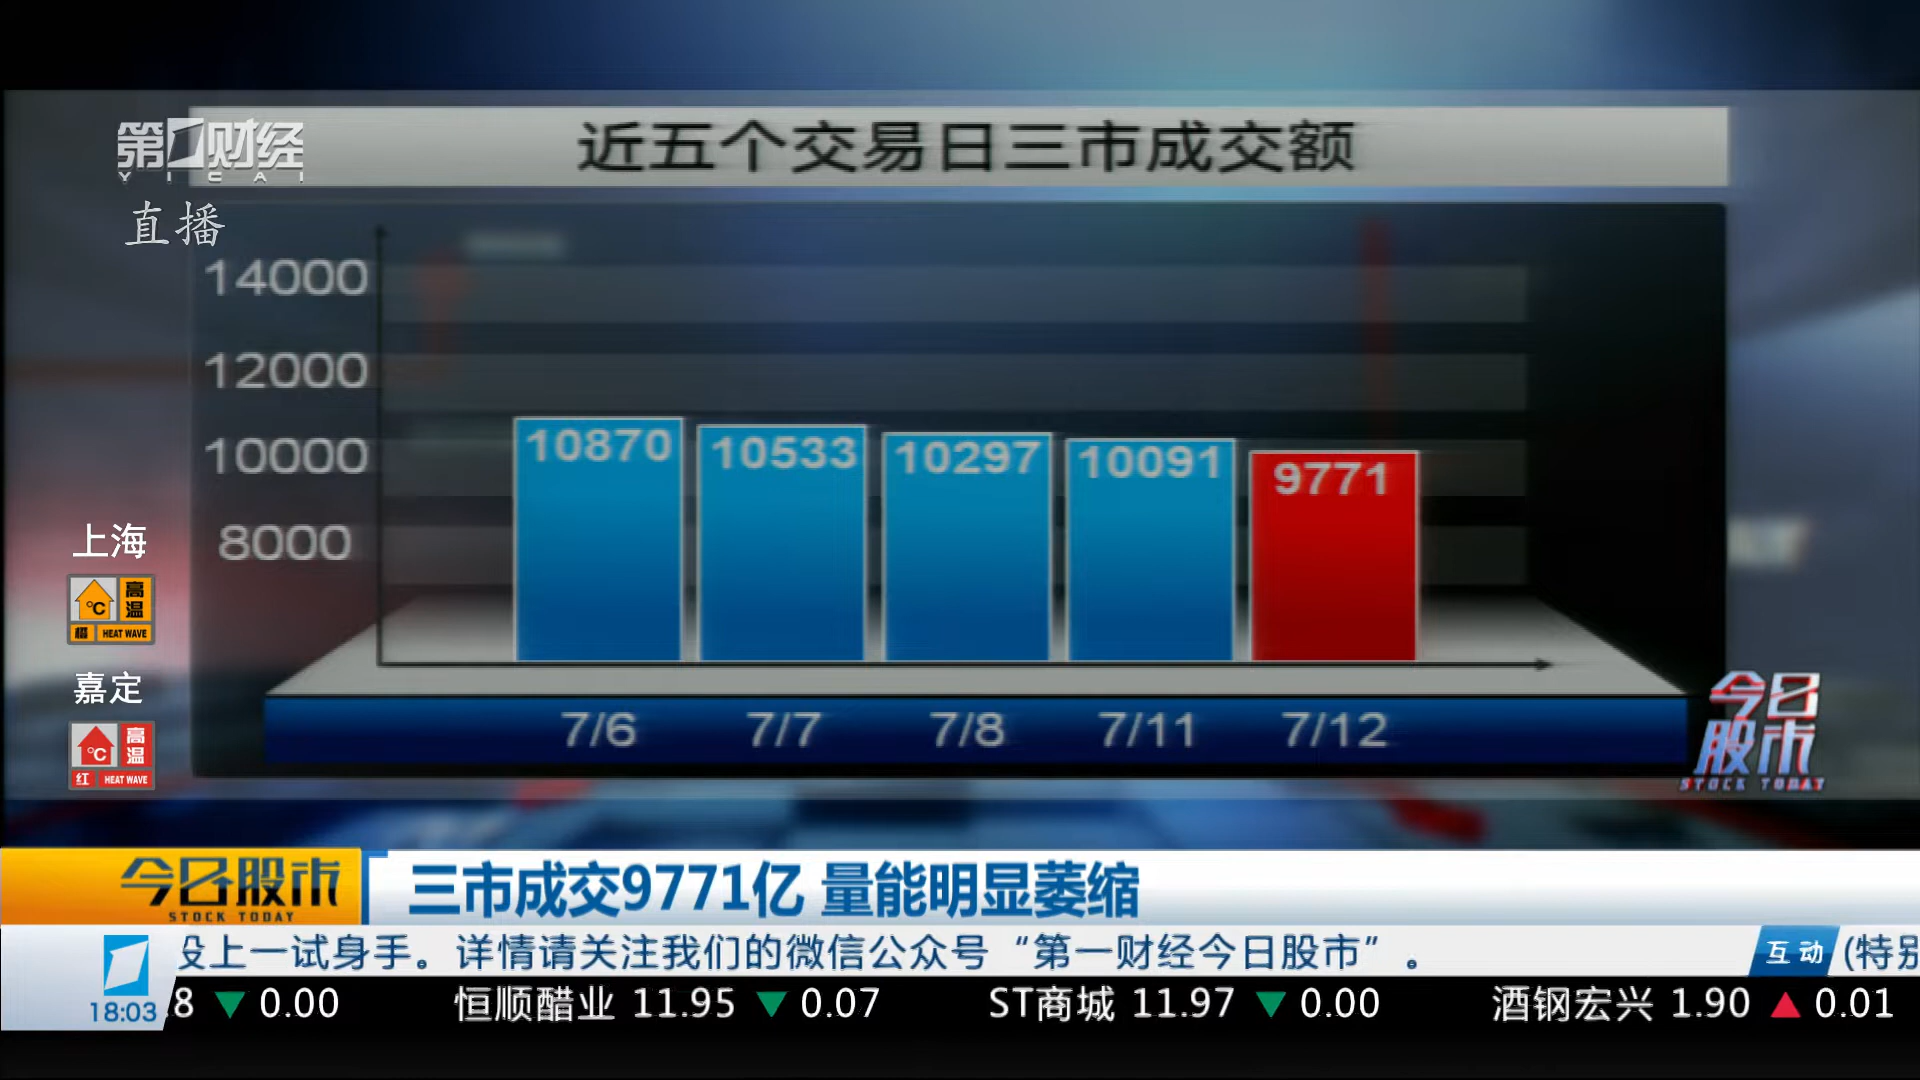 第1财经
YICAI
直播
近五个交易日三市成交额
14000
12000
10000
8000
10870
10533
10297
10091
9771
7/6
7/7
7/8
7/11
7/12
上海
℃
高温
橙
HEAT WAVE
嘉定
℃
高温
红
HEAT WAVE
今日股市
STOCK TODAY
今日股市
STOCK TODAY
三市成交9771亿 量能明显萎缩
上一试身手。详情请关注我们的微信公众号“第一财经今日股市”。
互动
(特别
18:03
8 ▼ 0.00 恒顺醋业 11.95 ▼ 0.07 ST商城 11.97 ▼ 0.00 酒钢宏兴 1.90 ▲ 0.01